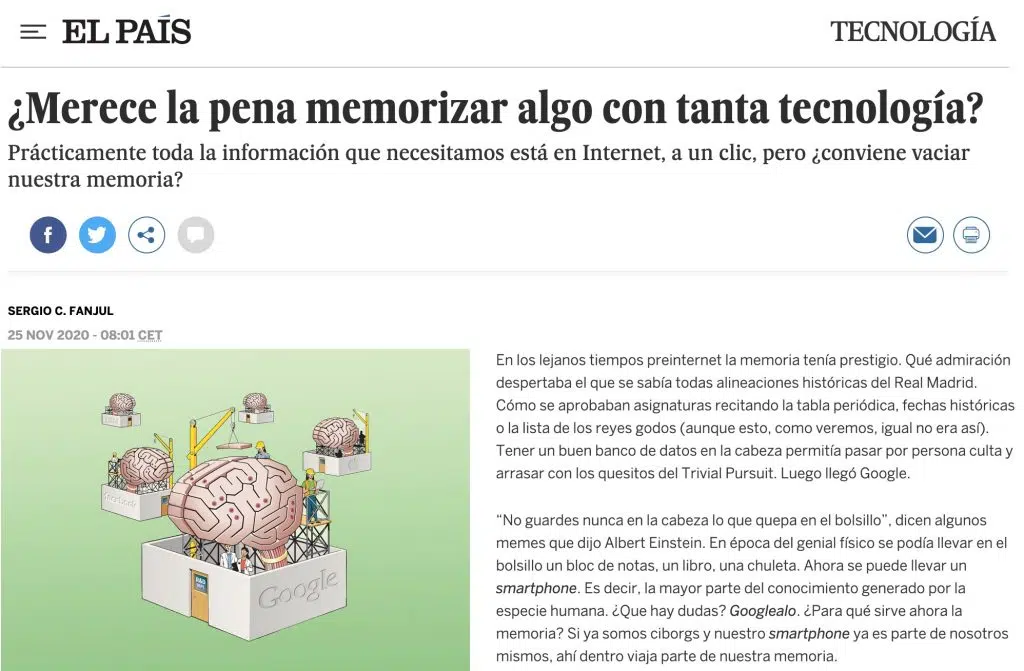 EL PAÍS
TECNOLOGÍA
¿Merece la pena memorizar algo con tanta tecnología?
Prácticamente toda la información que necesitamos está en Internet, a un clic, pero ¿conviene vaciar
nuestra memoria?
SERGIO C. FANJUL
25 NOV 2020 - 08:01 CET
En los lejanos tiempos preinternet la memoria tenía prestigio. Qué admiración
despertaba el que se sabía todas alineaciones históricas del Real Madrid.
Cómo se aprobaban asignaturas recitando la tabla periódica, fechas históricas
o la lista de los reyes godos (aunque esto, como veremos, igual no era así).
Tener un buen banco de datos en la cabeza permitía pasar por persona culta y
arrasar con los quesitos del Trivial Pursuit. Luego llegó Google.
“No guardes nunca en la cabeza lo que quepa en el bolsillo”, dicen algunos
memes que dijo Albert Einstein. En época del genial físico se podía llevar en el
bolsillo un bloc de notas, un libro, una chuleta. Ahora se puede llevar un
smartphone. Es decir, la mayor parte del conocimiento generado por la
especie humana. ¿Que hay dudas? Googlealo. ¿Para qué sirve ahora la
memoria? Si ya somos ciborgs y nuestro smartphone ya es parte de nosotros
mismos, ahí dentro viaja parte de nuestra memoria.
facebook
R&D
Google